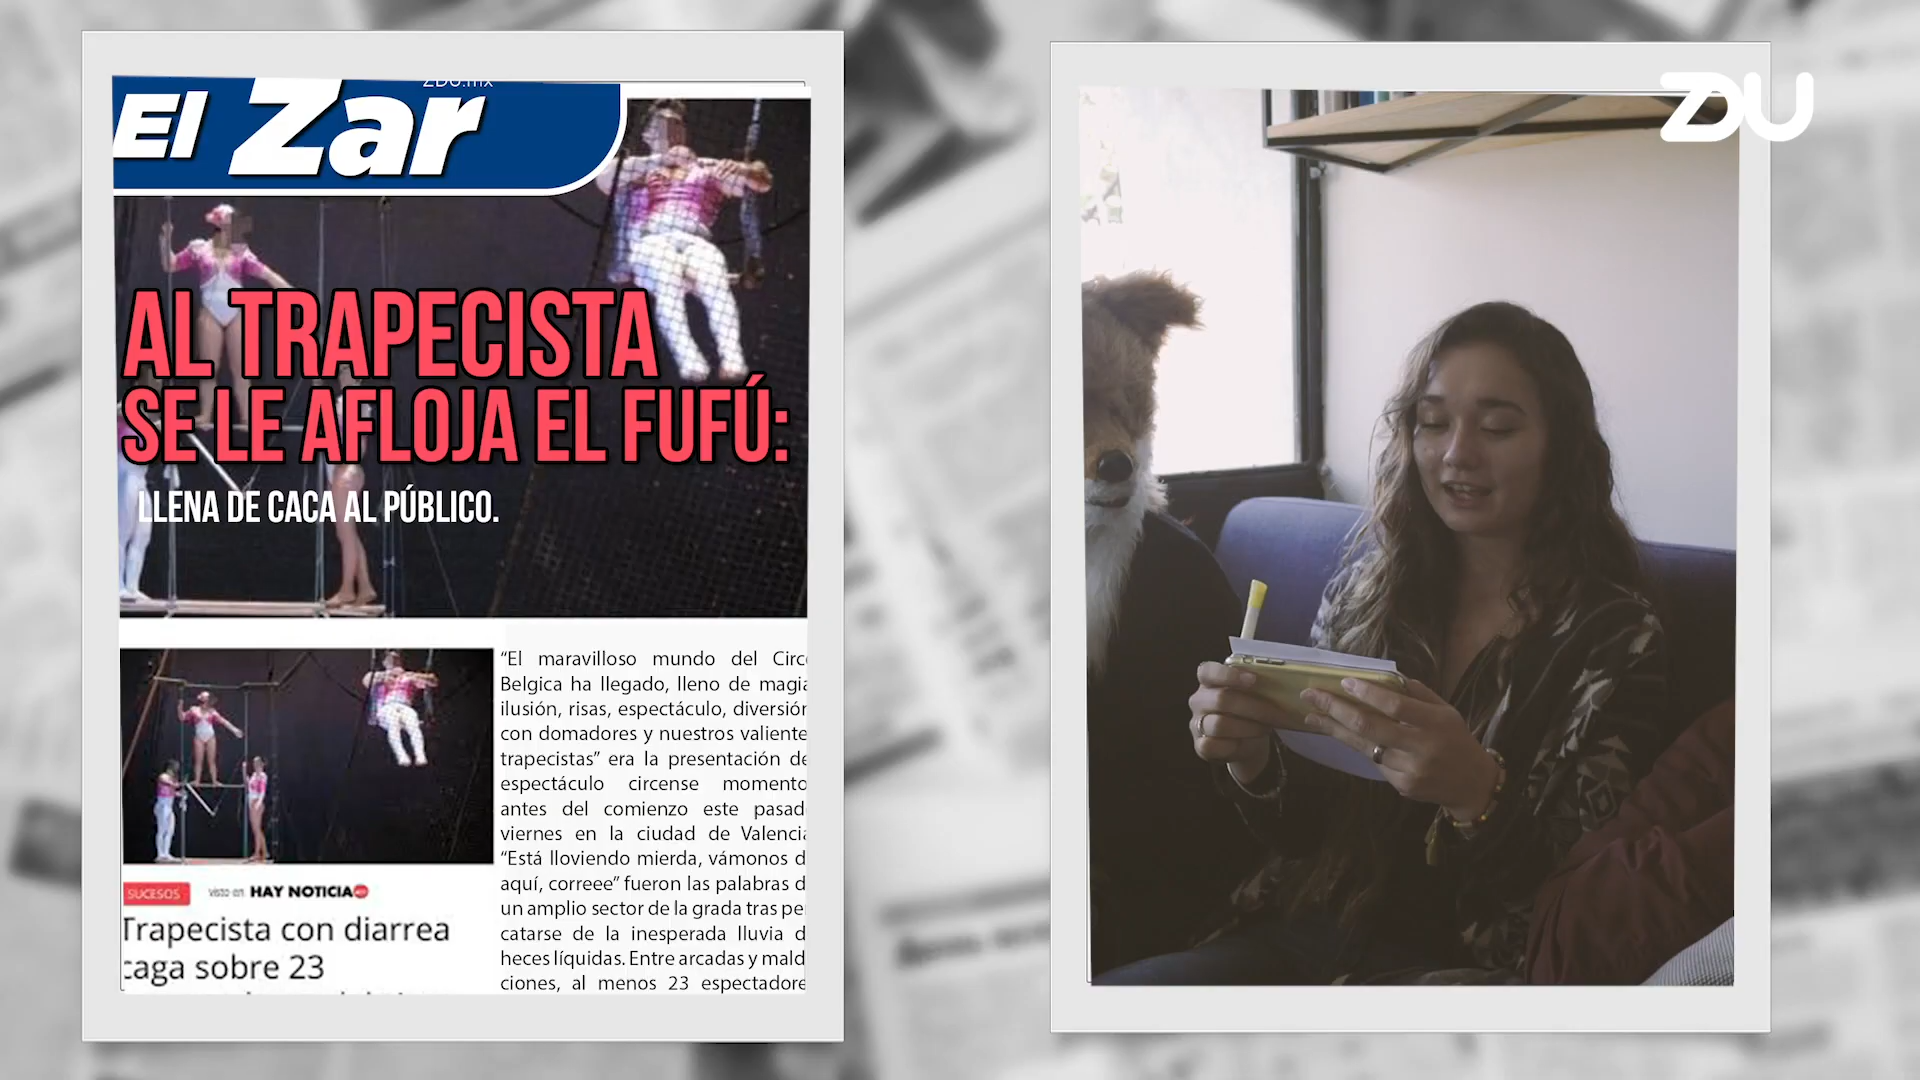 ZDU.mx
El Zar
AL TRAPECISTA
SE LE AFLOJA EL FUFÚ:
LLENA DE CACA AL PÚBLICO.
“El maravilloso mundo del Circ
Belgica ha llegado, lleno de magia
ilusión, risas, espectáculo, diversión
con domadores y nuestros valiente
trapecistas” era la presentación de
espectáculo circense momento
antes del comienzo este pasad
viernes en la ciudad de Valencia
“Está lloviendo mierda, vámonos d
aquí, correee” fueron las palabras d
un amplio sector de la grada tras pe
catarse de la inesperada lluvia d
heces líquidas. Entre arcadas y mald
ciones, al menos 23 espectadore
SUCESOS visto en HAY NOTICIA
Trapecista con diarrea
caga sobre 23
ZDU